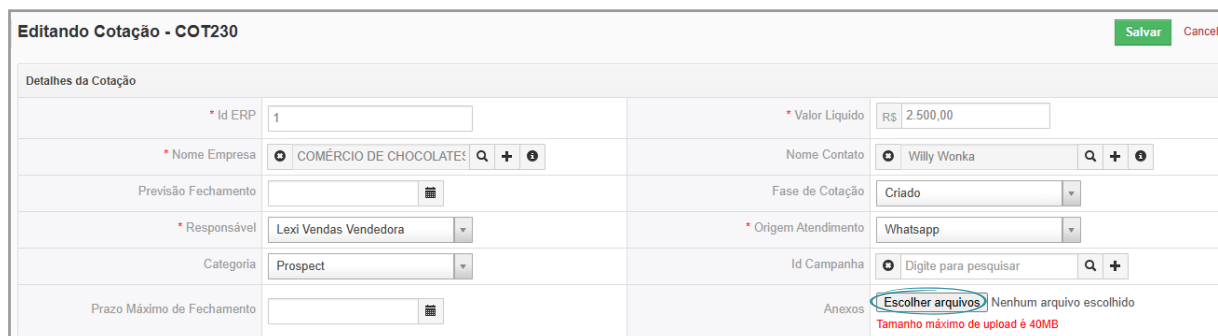 Editando Cotação - COT230
Salvar Cancel
Detalhes da Cotação
* Id ERP 1 * Valor Liquido R$ 2.500,00
* Nome Empresa COMÉRCIO DE CHOCOLATES Nome Contato Willy Wonka
Previsão Fechamento Fase de Cotação Criado
* Responsável Lexi Vendas Vendedora * Origem Atendimento Whatsapp
Categoria Prospect Id Campanha Digite para pesquisar
Prazo Máximo de Fechamento Anexos Escolher arquivos Nenhum arquivo escolhido
Tamanho máximo de upload é 40MB